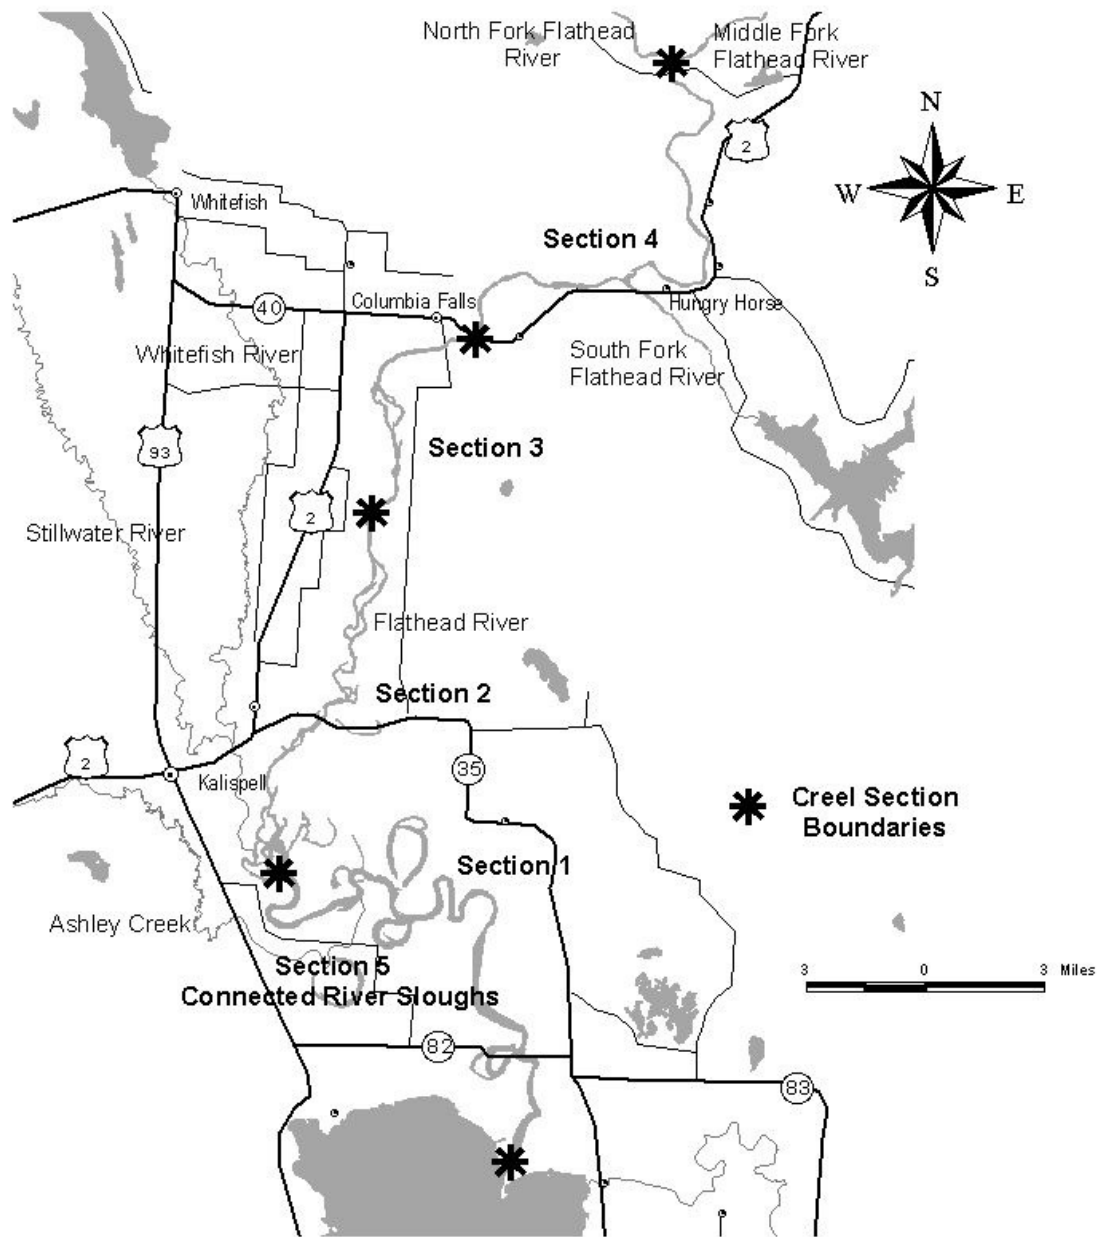 North Fork Flathead
River
Middle Fork
Flathead River
2
N
W
E
S
Whitefish
Section 4
Columbia Falls
Hungry Horse
40
Whitefish River
South Fork
Flathead River
93
Section 3
2
Stillwater River
Flathead River
Section 2
2
Kalispell
35
Creel Section
Boundaries
Section 1
Ashley Creek
Section 5
Connected River Sloughs
3 0 3 Miles
82
83